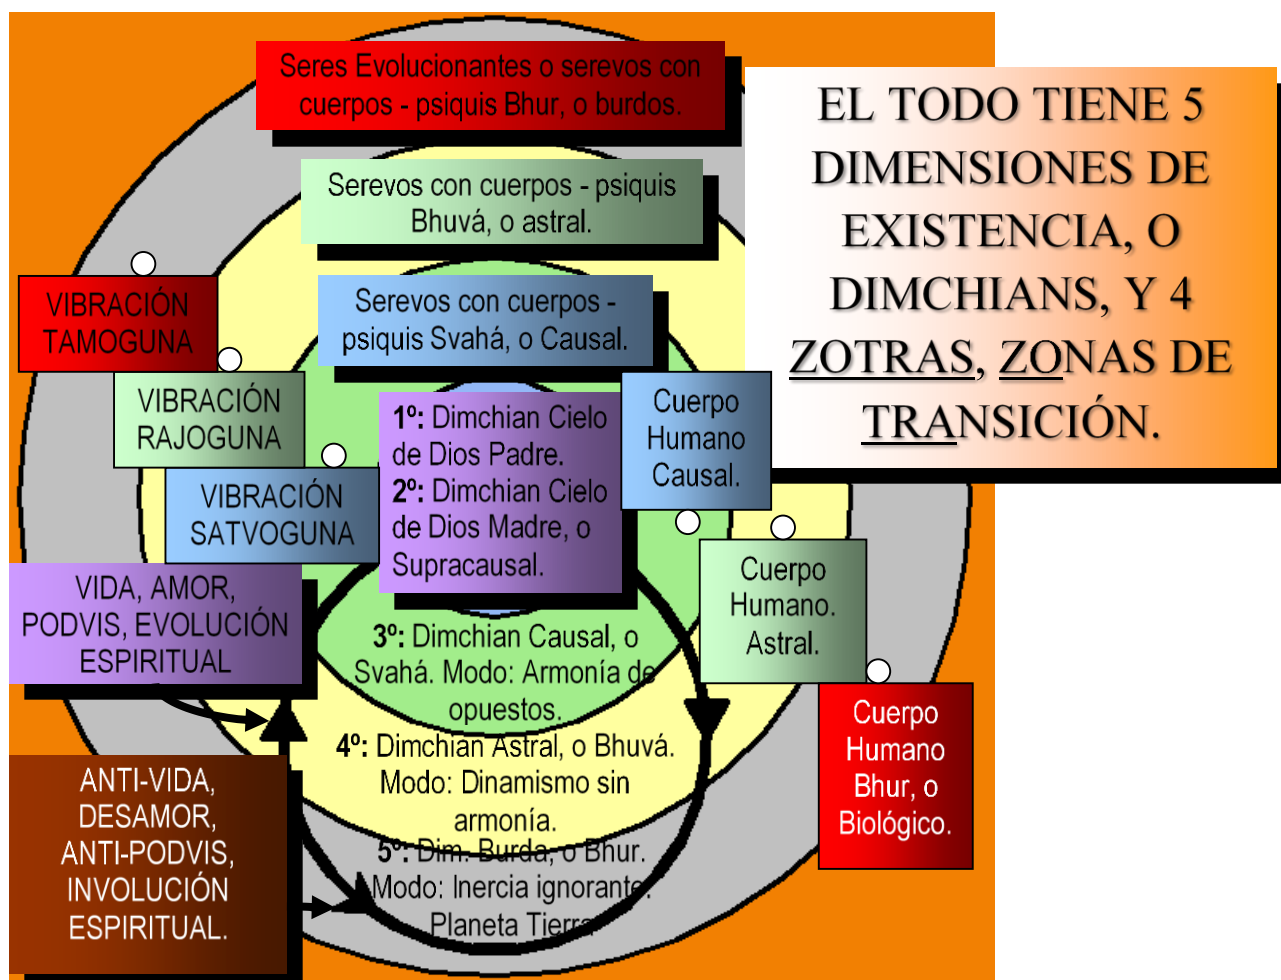 Seres Evolucionantes o serevos con
cuerpos - psiquis Bhur, o burdos.
EL TODO TIENE 5
DIMENSIONES DE
EXISTENCIA, O
DIMCHIANS, Y 4
ZOTRAS, ZONAS DE
TRANSICIÓN.
Serevos con cuerpos - psiquis
Bhuvá, o astral.
Serevos con cuerpos -
psiquis Svahá, o Causal.
VIBRACIÓN
TAMOGUNA
VIBRACIÓN
RAJOGUNA
VIBRACIÓN
SATVOGUNA
1º: Dimchian Cielo
de Dios Padre.
2º: Dimchian Cielo
de Dios Madre, o
Supracausal.
Cuerpo
Humano
Causal.
Cuerpo
Humano.
Astral.
Cuerpo
Humano
Bhur, o
Biológico.
VIDA, AMOR,
PODVIS, EVOLUCIÓN
ESPIRITUAL
3º: Dimchian Causal, o
Svahá. Modo: Armonía de
opuestos.
4º: Dimchian Astral, o Bhuvá.
Modo: Dinamismo sin
armonía.
5º: Dim. Burda, o Bhur.
Modo: Inercia ignorante.
Planeta Tierra
ANTI-VIDA,
DESAMOR,
ANTI-PODVIS,
INVOLUCIÓN
ESPIRITUAL.